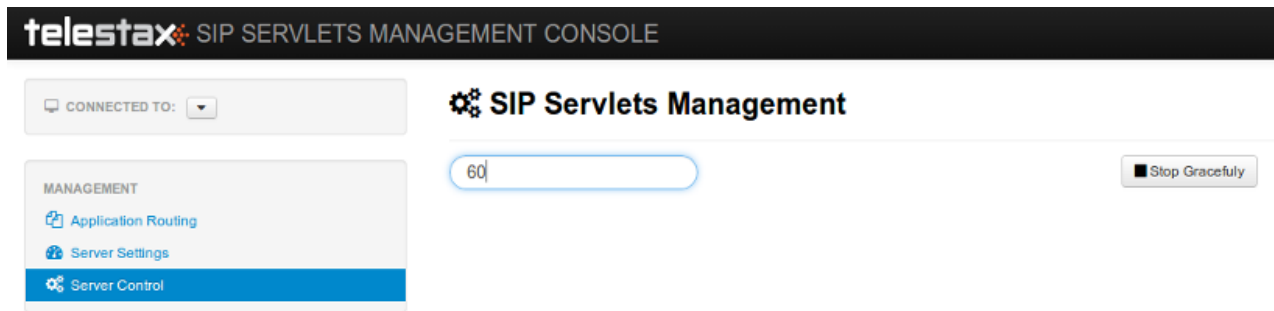 telestax SIP SERVLETS MANAGEMENT CONSOLE
CONNECTED TO:
MANAGEMENT
Application Routing
Server Settings
Server Control
SIP Servlets Management
60
Stop Gracefuly